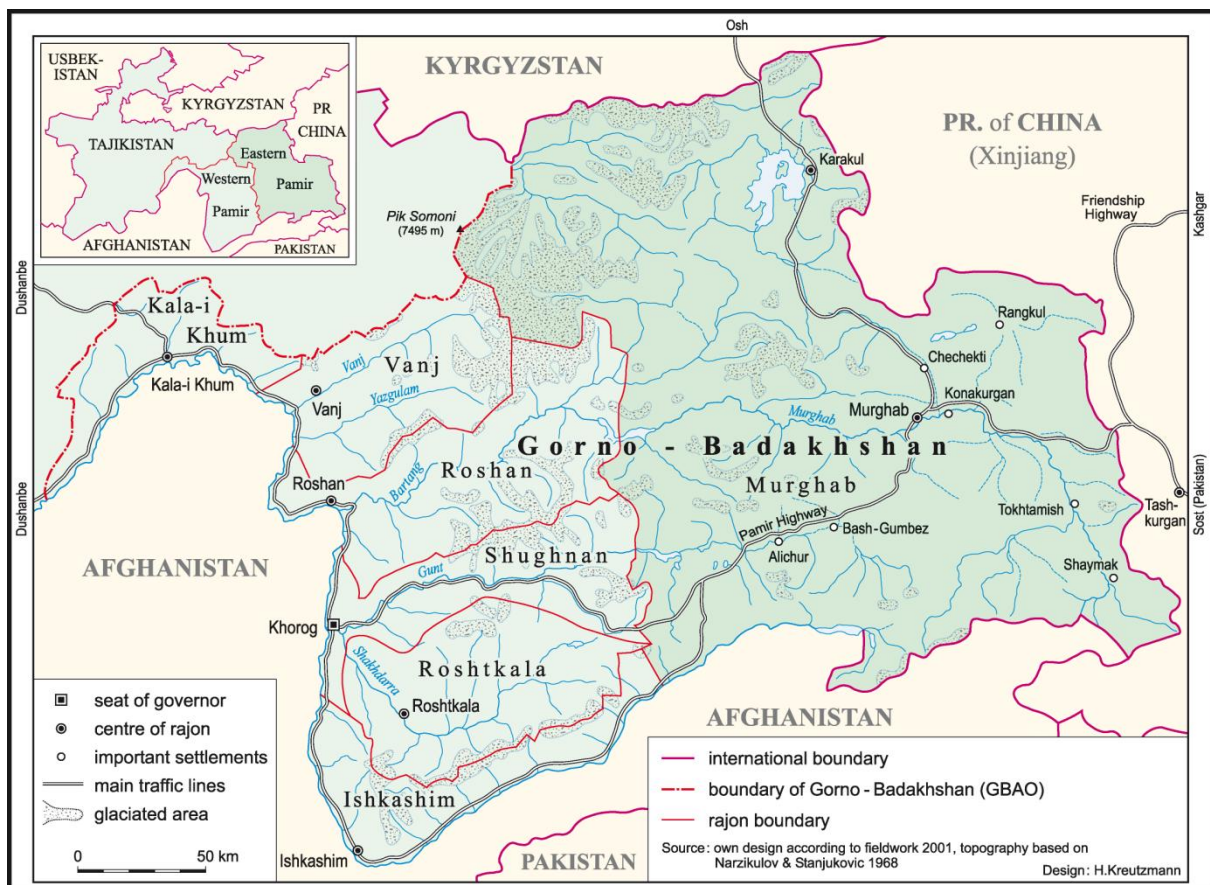 Osh
USBEK-
ISTAN
KYRGYZSTAN
PR
CHINA
TAJIKISTAN
Eastern
Western
Pamir
Pamir
AFGHANISTAN
PAKISTAN
KYRGYZSTAN
PR. of CHINA
(Xinjiang)
Karakul
Friendship
Highway
Kashgar
Pik Somoni
(7495 m)
Dushanbe
Kala-i
Khum
Kala-i Khum
Rangkul
Chechekti
Vanj
Vanj
Vanj
Yazgulam
Konakurgan
Murghab
Murghab
Gorno - Badakhshan
Murghab
Roshan
Bartang
Roshan
Dushanbe
Tash-
kurgan
Sost (Pakistan)
Tokhtamish
Pamir Highway
Bash-Gumbez
Alichur
Shughnan
Gunt
Shaymak
AFGHANISTAN
Khorog
Roshtkala
Shakhdarra
Roshtkala
AFGHANISTAN
Ishkashim
Ishkashim
PAKISTAN
seat of governor
centre of rajon
important settlements
main traffic lines
glaciated area
0 50 km
international boundary
boundary of Gorno - Badakhshan (GBAO)
rajon boundary
Source: own design according to fieldwork 2001, topography based on
Narzikulov & Stanjukovic 1968
Design: H.Kreutzmann